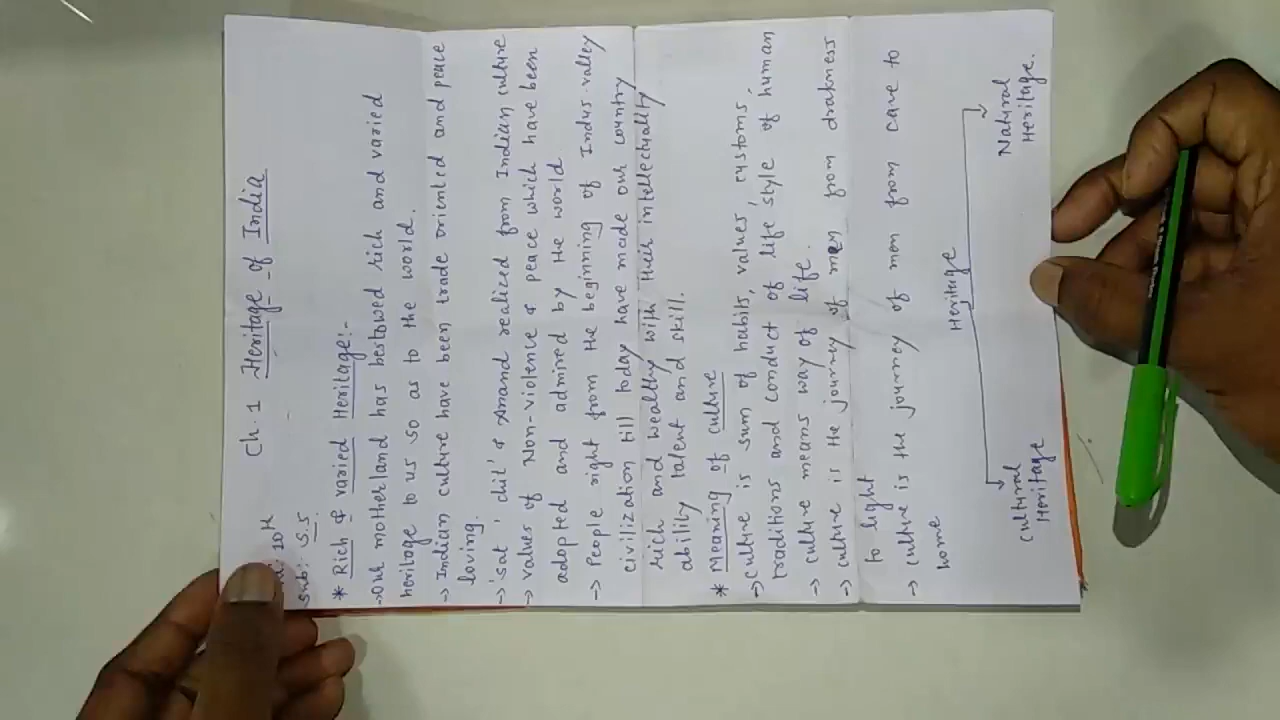 10th
Ch. 1 Heritage of India
Sub:. S.S
* Rich & varied Heritage:-
→ Our motherland has bestowed rich and varied
heritage to us so as to the world.
→ Indian culture have been trade oriented and peace
loving.
→ 'sat' 'chit' & Anand realized from Indian culture
→ values of Non-violence & peace which have been
adopted and admired by the world
→ People right from the beginning of Indus valley
civilization till today have made our country
rich and wealthy with their intellectuality
ability talent and skill.
* Meaning of culture
→ culture is sum of habits, values, customs,
traditions and conduct of life style of human
→ culture means way of life.
→ culture is the journey of men from drakness
to light
→ culture is the journey of men from cave to
home
Heritage
Cultural Heritage
Natural Heritage.